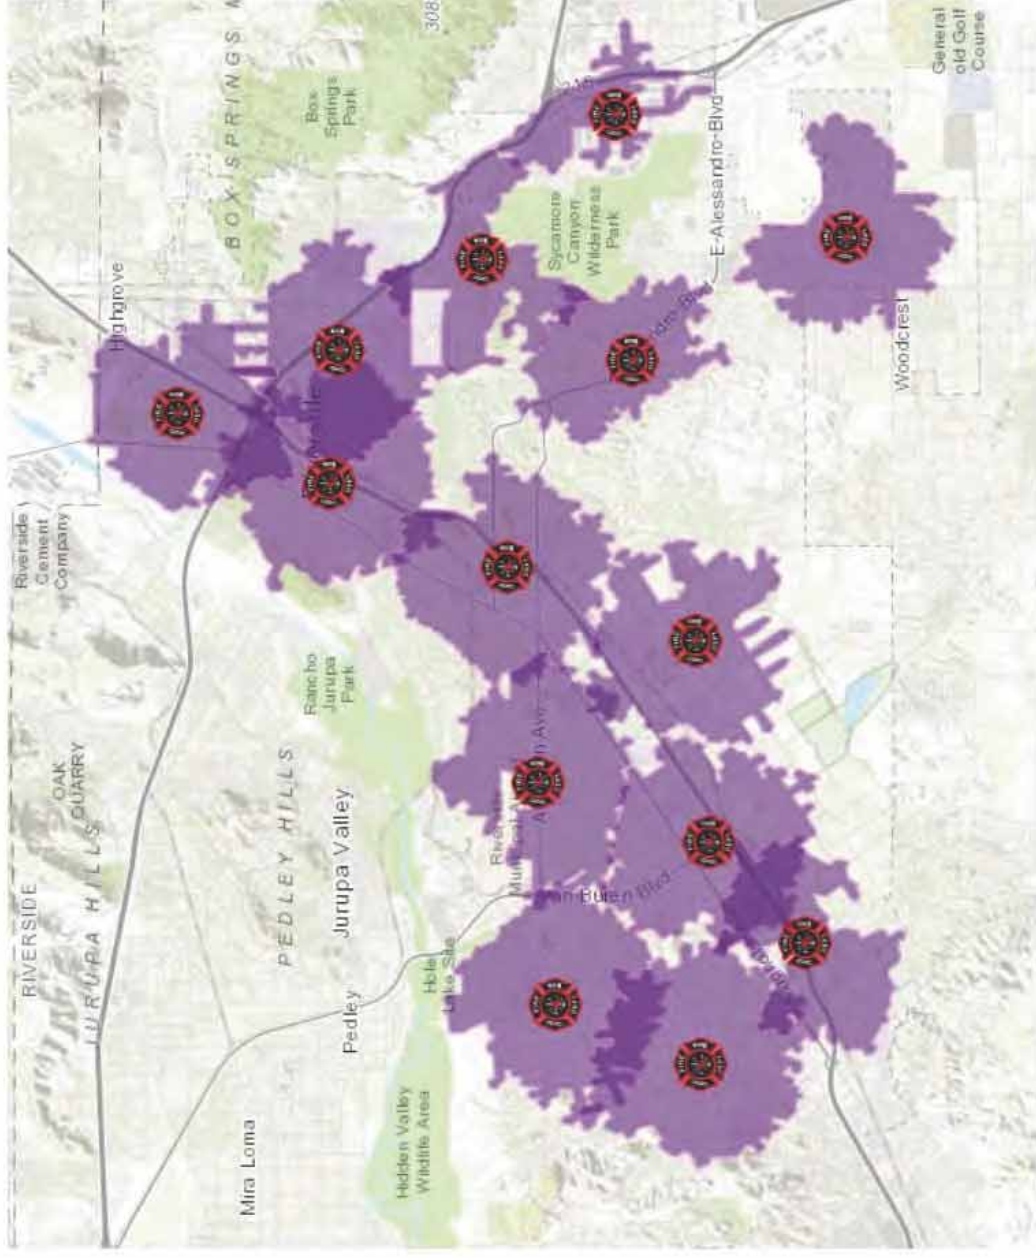 RIVERSIDE
OAK
QUARRY
JURUPA HILLS
Riverside
Cement
Company
Highgrove
BOX SPRINGS M
Box
Springs
Park
308
PEDLEY HILLS
Rancho
Jurupa
Park
Mira Loma
Pedley
Jurupa Valley
Hidden Valley
Wildlife Area
Hole
Lake Site
Van-Buren Blvd
Sycamore
Canyon
Wilderness
Park
E-Alessandro-Blvd
Woodcrest
General
old Golf
Course